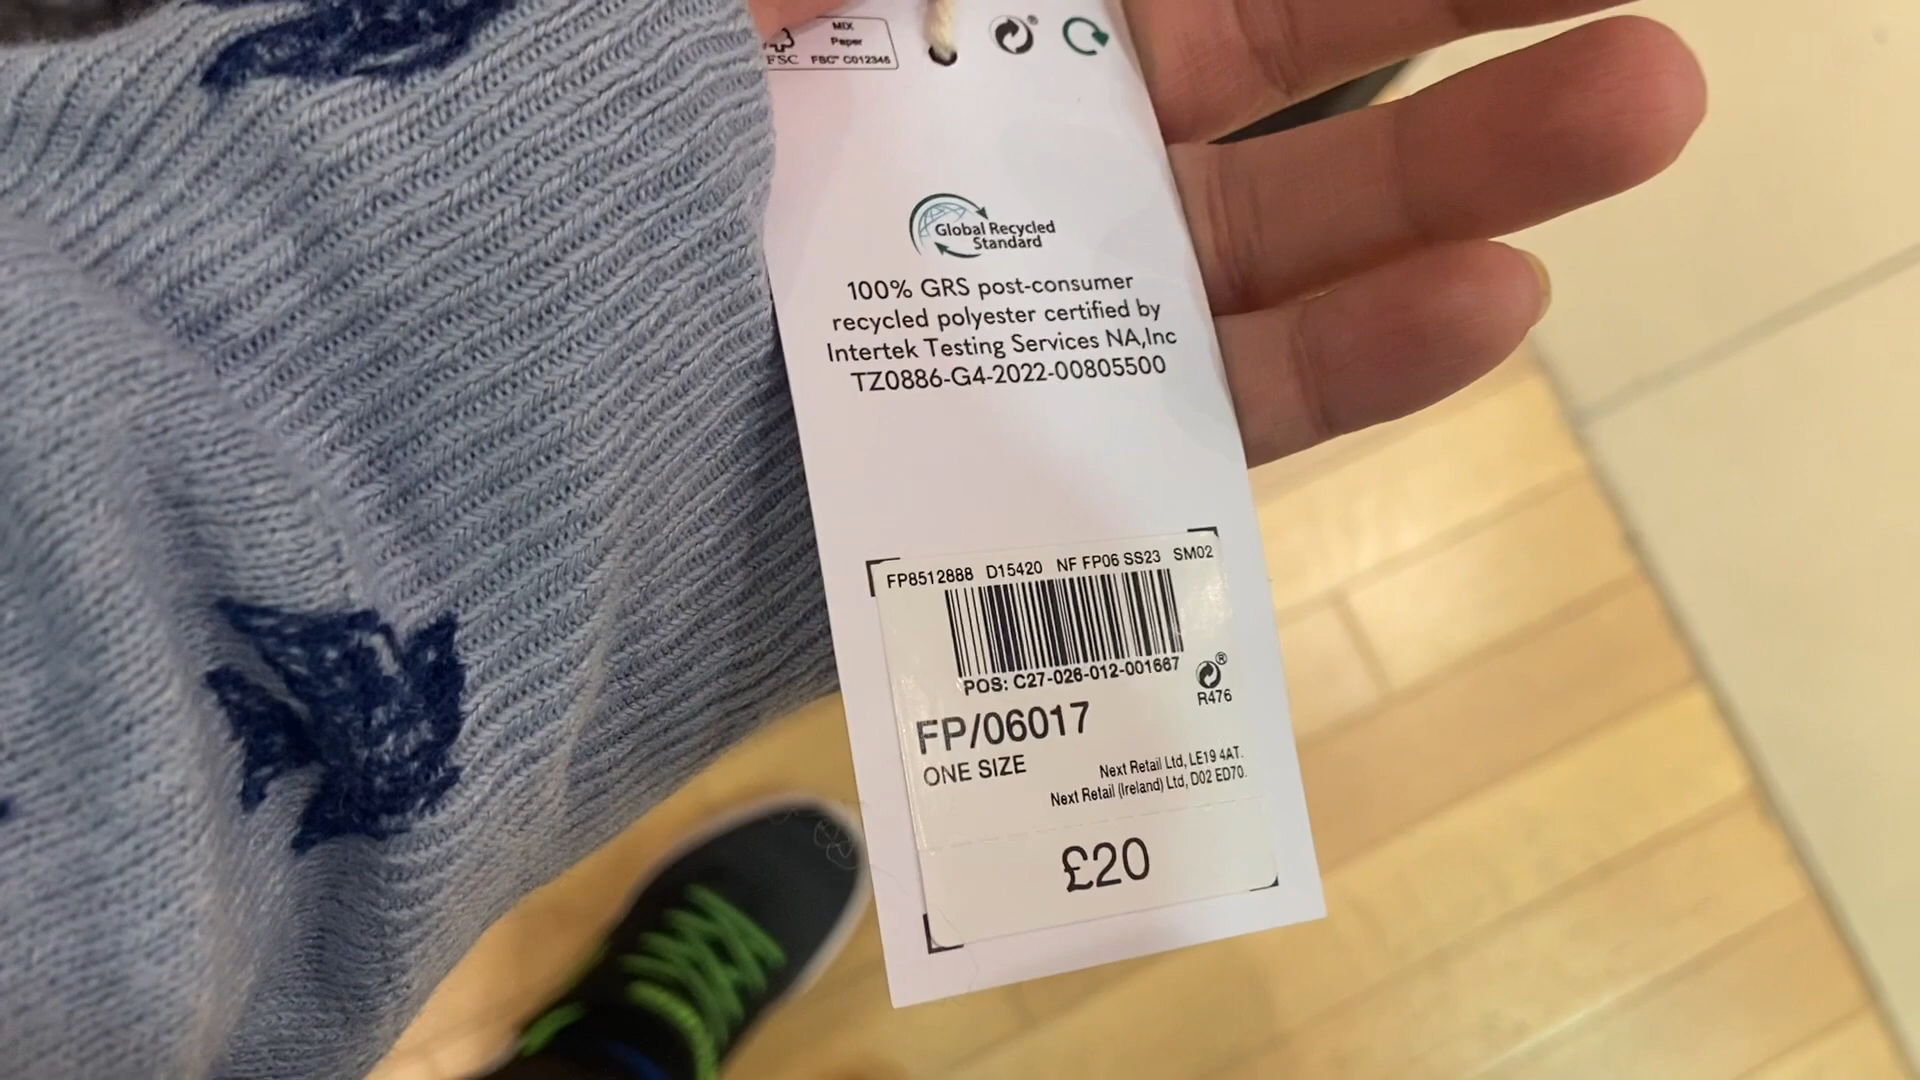 MIX
Paper
FSC FSC™ C012345
Global Recycled
Standard
100% GRS post-consumer
recycled polyester certified by
Intertek Testing Services NA,Inc
TZ0886-G4-2022-00805500
FP8512888 D15420 NF FP06 SS23 SM02
POS: C27-026-012-001667
R476
FP/06017
ONE SIZE
Next Retail Ltd, LE19 4AT.
Next Retail (Ireland) Ltd, D02 ED70.
£20